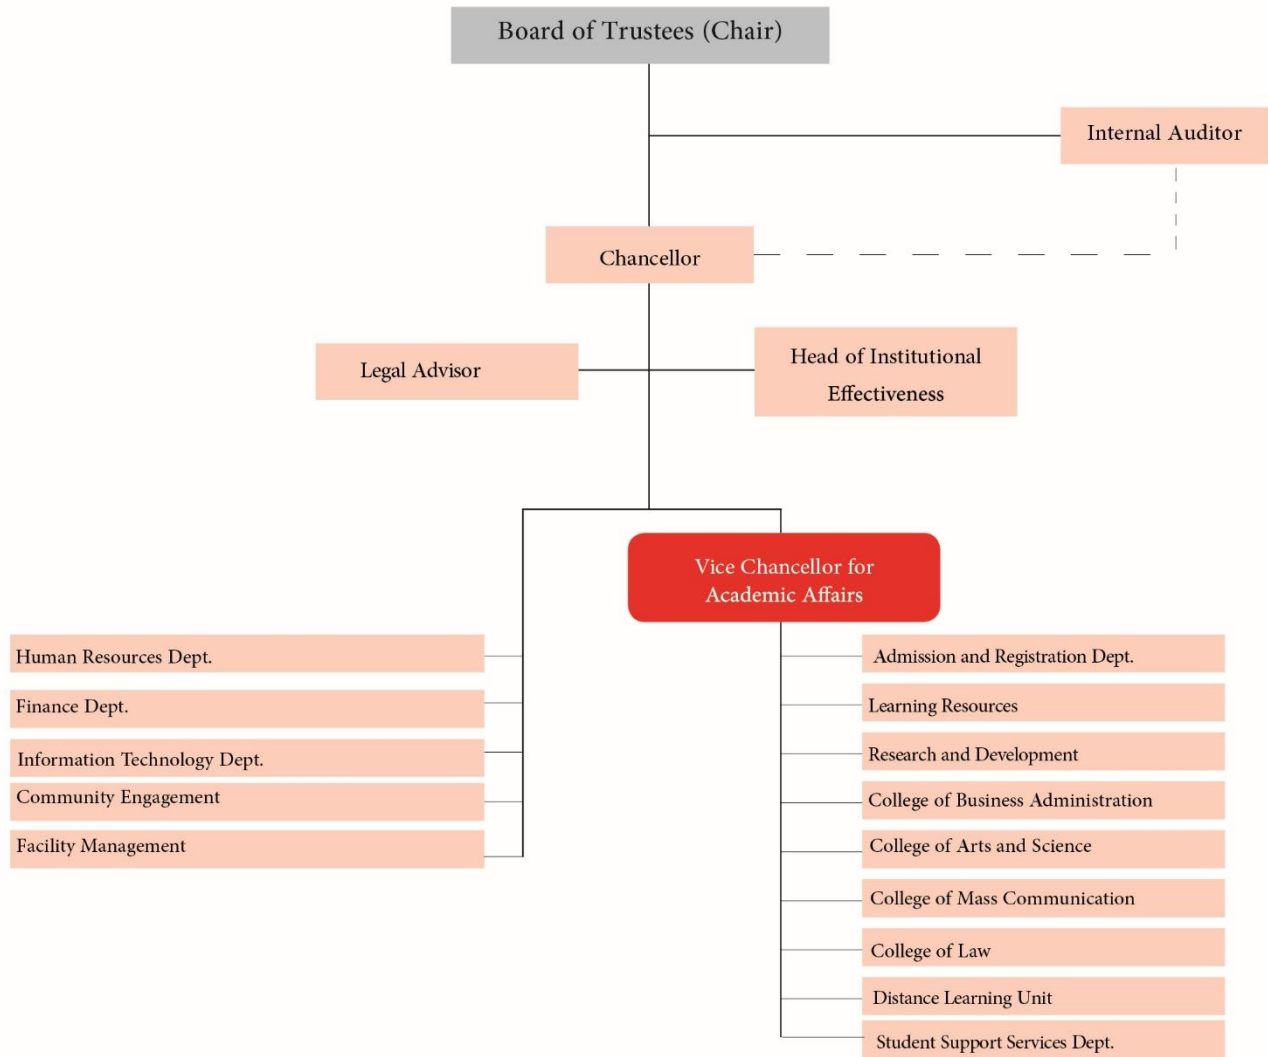 Board of Trustees (Chair)
Internal Auditor
Chancellor
Legal Advisor
Head of Institutional
Effectiveness
Vice Chancellor for
Academic Affairs
Human Resources Dept.
Finance Dept.
Information Technology Dept.
Community Engagement
Facility Management
Admission and Registration Dept.
Learning Resources
Research and Development
College of Business Administration
College of Arts and Science
College of Mass Communication
College of Law
Distance Learning Unit
Student Support Services Dept.